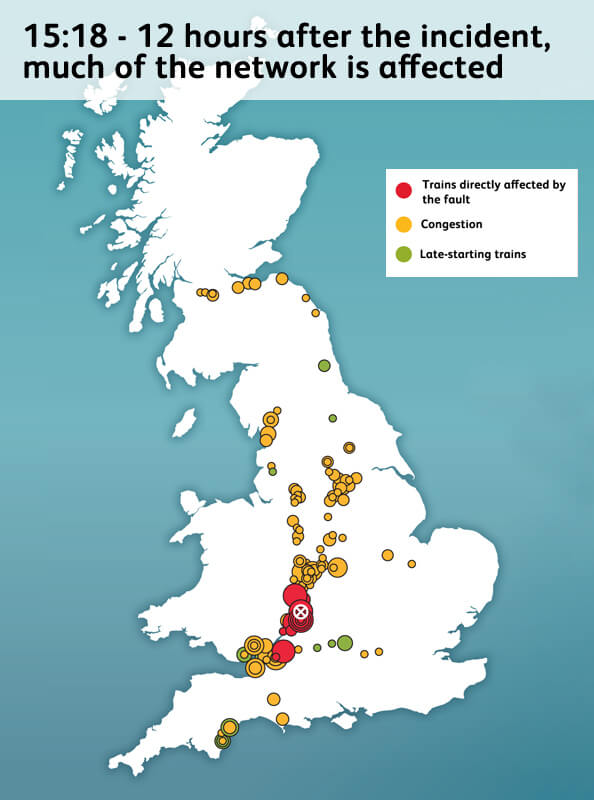 15:18 - 12 hours after the incident,
much of the network is affected
Trains directly affected by
the fault
Congestion
Late-starting trains